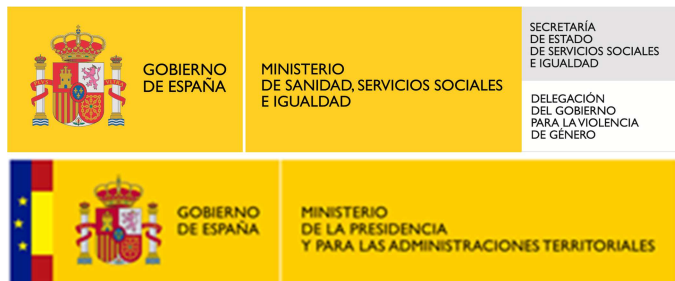 GOBIERNO
DE ESPAÑA
MINISTERIO
DE SANIDAD, SERVICIOS SOCIALES
E IGUALDAD
SECRETARÍA
DE ESTADO
DE SERVICIOS SOCIALES
E IGUALDAD
DELEGACIÓN
DEL GOBIERNO
PARA LA VIOLENCIA
DE GÉNERO
GOBIERNO
DE ESPAÑA
MINISTERIO
DE LA PRESIDENCIA
Y PARA LAS ADMINISTRACIONES TERRITORIALES